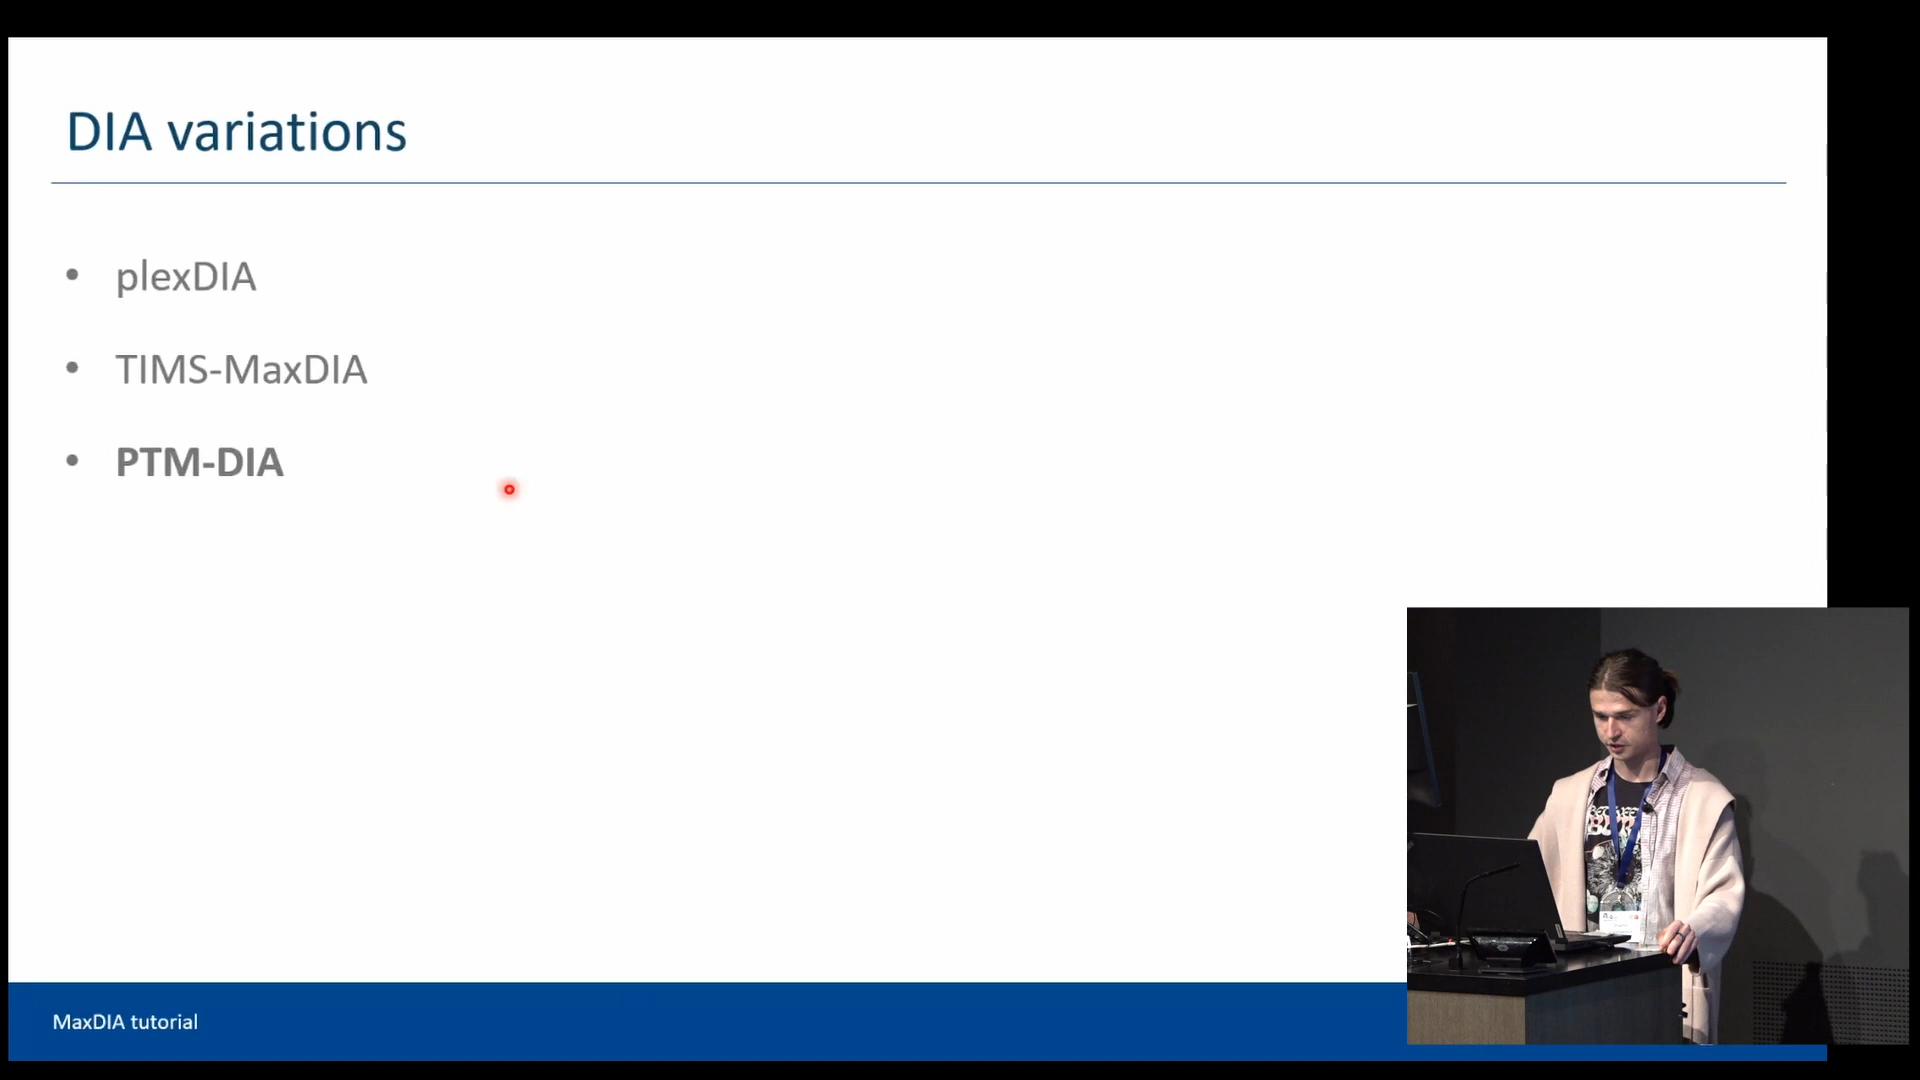 DIA variations
• plexDIA
• TIMS-MaxDIA
• PTM-DIA
MaxDIA tutorial